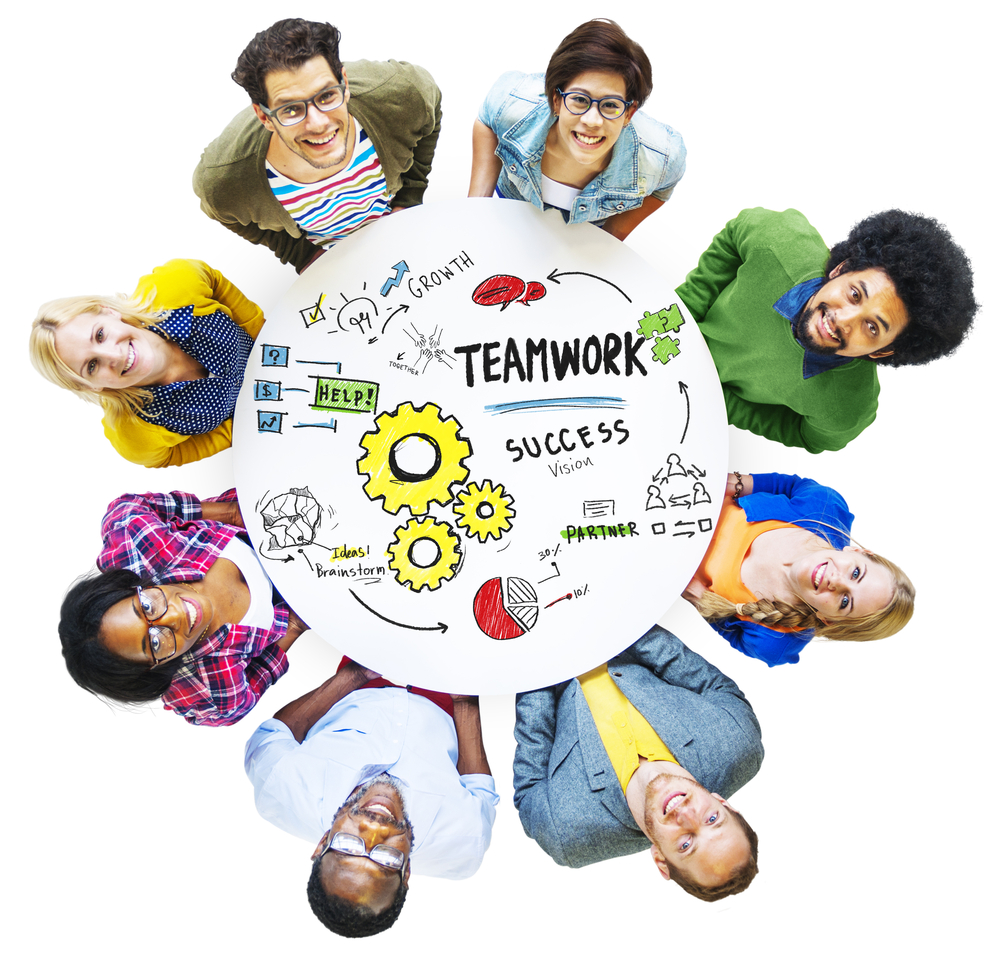 GROWTH
TOGETHER
TEAMWORK
?
$
HELP!
SUCCESS
Vision
PARTNER
Ideas!
Brainstorm
30%
10%